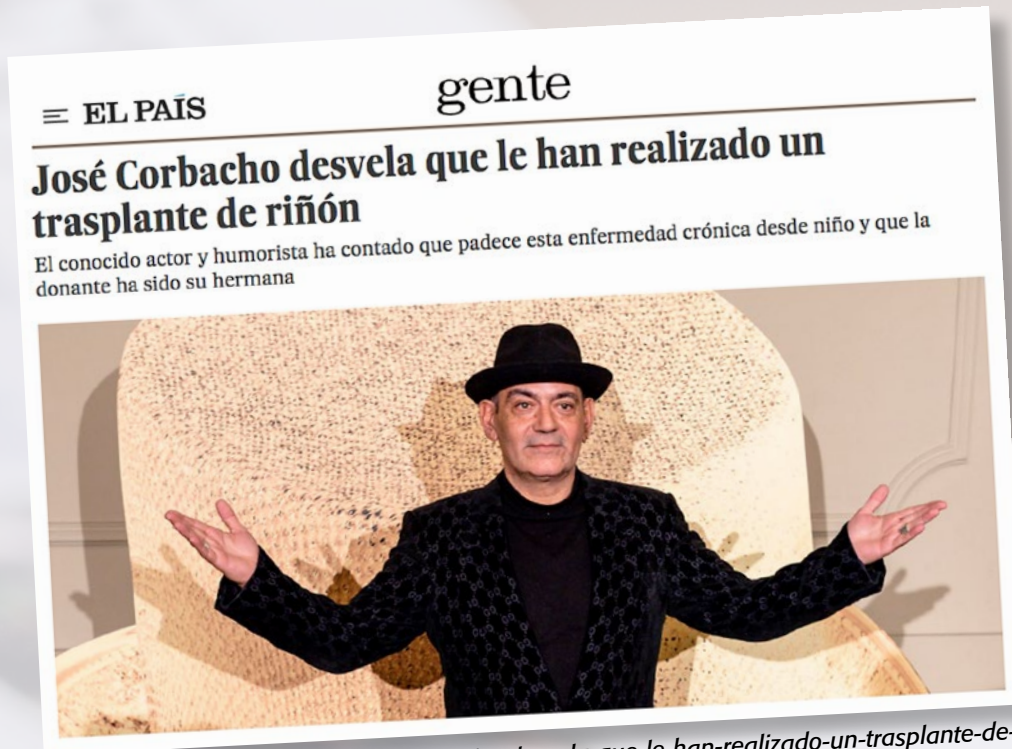 EL PAÍS
gente
José Corbacho desvela que le han realizado un
trasplante de riñón
El conocido actor y humorista ha contado que padece esta enfermedad crónica desde niño y que la
donante ha sido su hermana
que-le-han-realizado-un-trasplante-de-